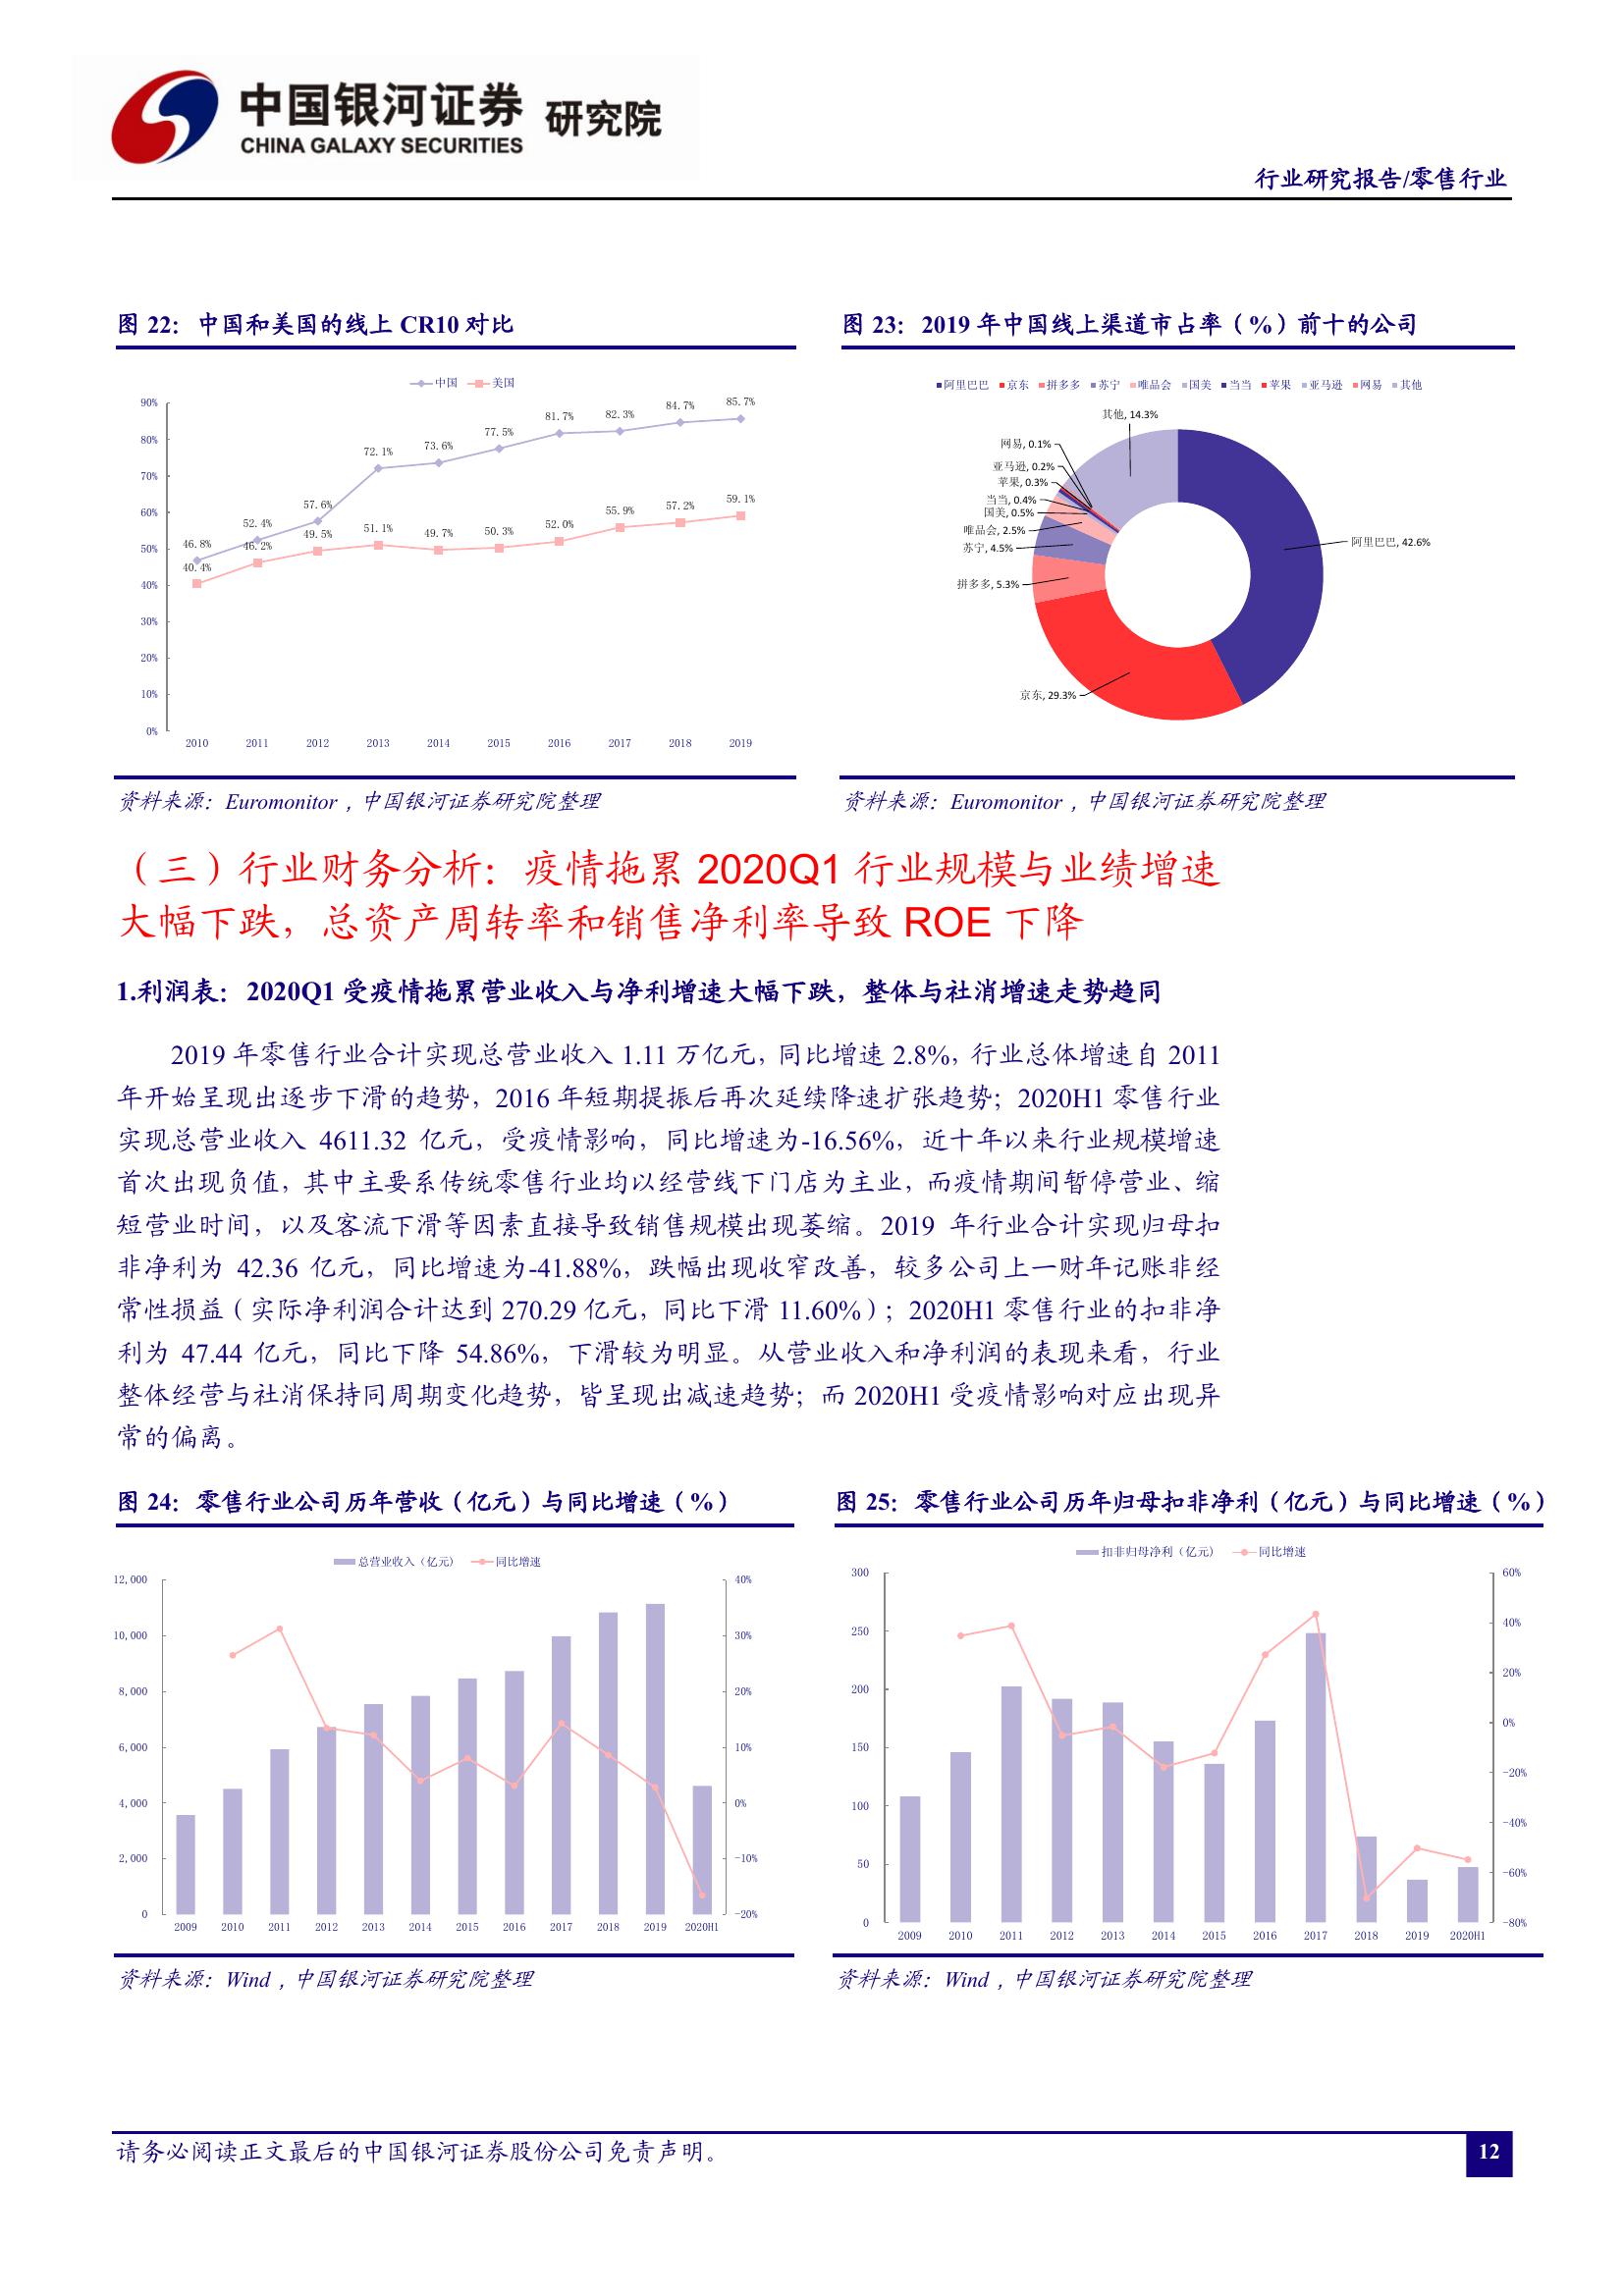 中国银河证券 研究院
CHINA GALAXY SECURITIES
行业研究报告/零售行业
图 22：中国和美国的线上 CR10 对比
中国 美国
90%
80%
70%
60%
50%
40%
30%
20%
10%
0%
46.8% 52.4% 57.6% 72.1% 73.6% 77.5% 81.7% 82.3% 84.7% 85.7%
40.4% 46.2% 49.5% 51.1% 49.7% 50.3% 52.0% 55.9% 57.2% 59.1%
2010 2011 2012 2013 2014 2015 2016 2017 2018 2019
资料来源：Euromonitor，中国银河证券研究院整理
图 23：2019 年中国线上渠道市占率（%）前十的公司
阿里巴巴 京东 拼多多 苏宁 唯品会 国美 当当 苹果 亚马逊 网易 其他
其他, 14.3%
网易, 0.1%
亚马逊, 0.2%
苹果, 0.3%
当当, 0.4%
国美, 0.5%
唯品会, 2.5%
苏宁, 4.5%
拼多多, 5.3%
京东, 29.3%
阿里巴巴, 42.6%
资料来源：Euromonitor，中国银河证券研究院整理
（三）行业财务分析：疫情拖累 2020Q1 行业规模与业绩增速
大幅下跌，总资产周转率和销售净利率导致 ROE 下降
1.利润表：2020Q1 受疫情拖累营业收入与净利增速大幅下跌，整体与社消增速走势趋同
2019 年零售行业合计实现总营业收入 1.11 万亿元，同比增速 2.8%，行业总体增速自 2011
年开始呈现出逐步下滑的趋势，2016 年短期提振后再次延续降速扩张趋势；2020H1 零售行业
实现总营业收入 4611.32 亿元，受疫情影响，同比增速为-16.56%，近十年以来行业规模增速
首次出现负值，其中主要系传统零售行业均以经营线下门店为主业，而疫情期间暂停营业、缩
短营业时间，以及客流下滑等因素直接导致销售规模出现萎缩。2019 年行业合计实现归母扣
非净利为 42.36 亿元，同比增速为-41.88%，跌幅出现收窄改善，较多公司上一财年记账非经
常性损益（实际净利润合计达到 270.29 亿元，同比下滑 11.60%）；2020H1 零售行业的扣非净
利为 47.44 亿元，同比下降 54.86%，下滑较为明显。从营业收入和净利润的表现来看，行业
整体经营与社消保持同周期变化趋势，皆呈现出减速趋势；而 2020H1 受疫情影响对应出现异
常的偏离。
图 24：零售行业公司历年营收（亿元）与同比增速（%）
总营业收入（亿元） 同比增速
12,000
10,000
8,000
6,000
4,000
2,000
0
40%
30%
20%
10%
0%
-10%
-20%
2009 2010 2011 2012 2013 2014 2015 2016 2017 2018 2019 2020H1
资料来源：Wind，中国银河证券研究院整理
图 25：零售行业公司历年归母扣非净利（亿元）与同比增速（%）
扣非归母净利（亿元） 同比增速
300
250
200
150
100
50
0
60%
40%
20%
0%
-20%
-40%
-60%
-80%
2009 2010 2011 2012 2013 2014 2015 2016 2017 2018 2019 2020H1
资料来源：Wind，中国银河证券研究院整理
请务必阅读正文最后的中国银河证券股份公司免责声明。
12